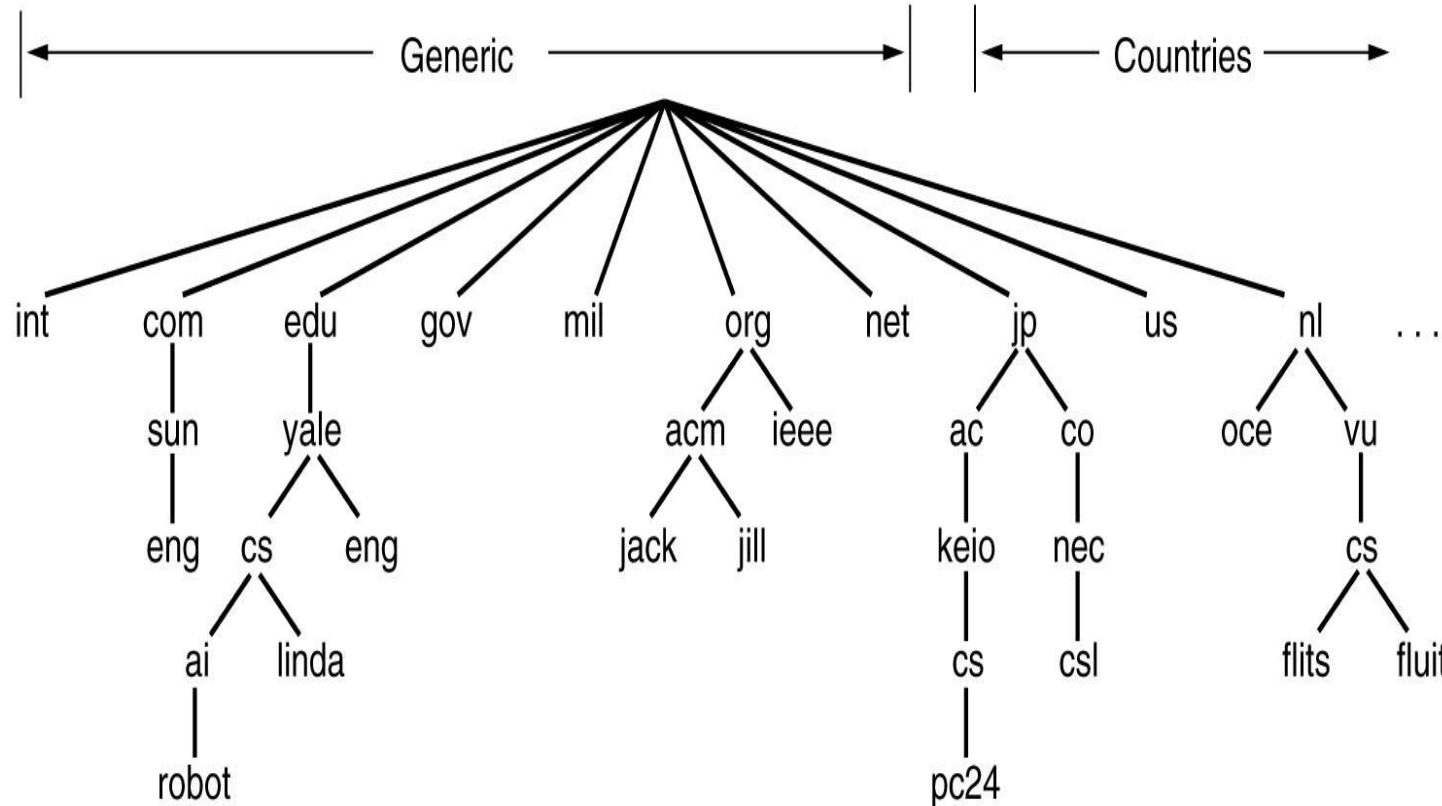 Generic Countries
int com edu gov mil org net jp us nl . . .
sun yale acm ieee ac co oce vu
eng cs eng jack jill keio nec cs
ai linda cs csl flits fluit
robot pc24